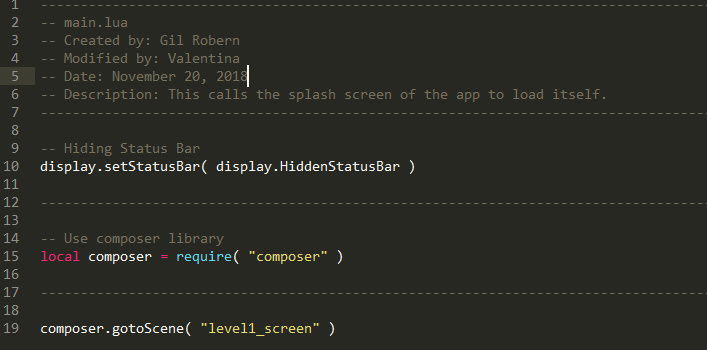 1 -----------------------------------------------------------------------------------
2 -- main.lua
3 -- Created by: Gil Robern
4 -- Modified by: Valentina
5 -- Date: November 20, 2018
6 -- Description: This calls the splash screen of the app to load itself.
7 -----------------------------------------------------------------------------------
8
9 -- Hiding Status Bar
10 display.setStatusBar( display.HiddenStatusBar )
11
12 -----------------------------------------------------------------------------------
13
14 -- Use composer library
15 local composer = require( "composer" )
16
17 -----------------------------------------------------------------------------------
18
19 composer.gotoScene( "level1_screen" )